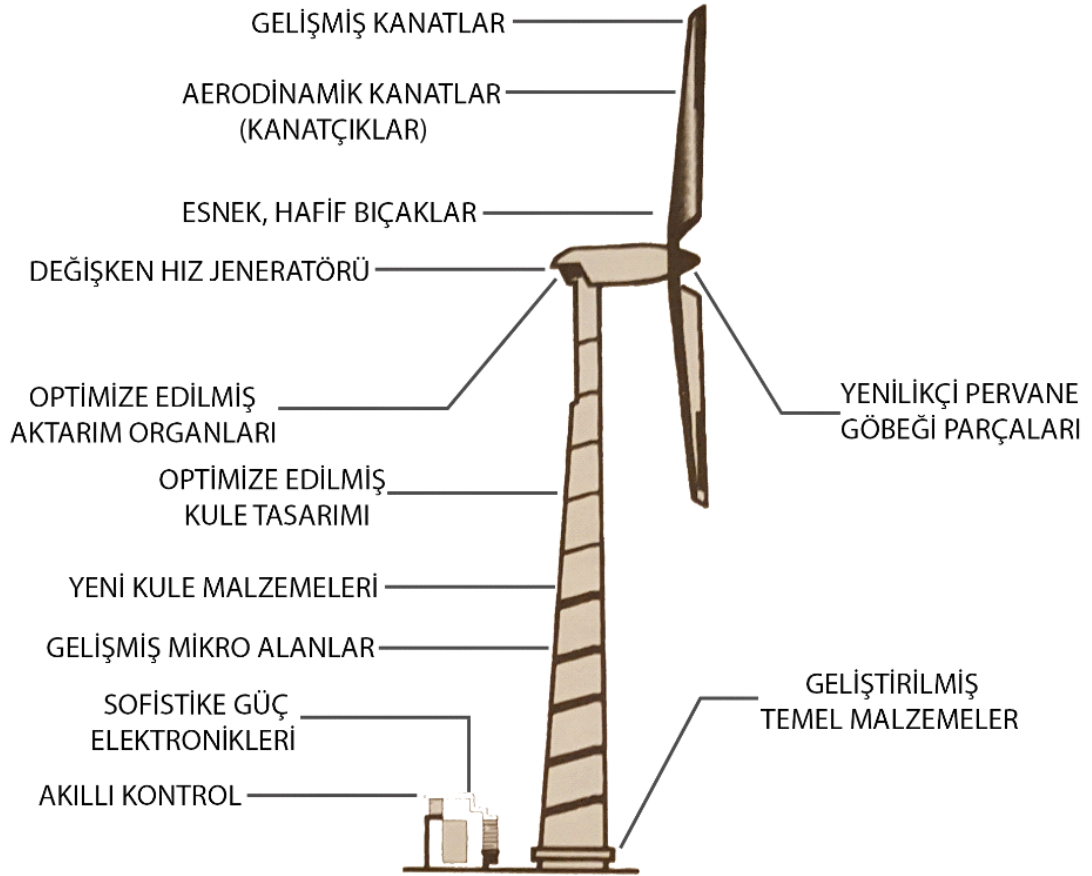 GELİŞMİŞ KANATLAR
AERODİNAMİK KANATLAR
(KANATÇIKLAR)
ESNEK, HAFİF BIÇAKLAR
DEĞİŞKEN HIZ JENERATÖRÜ
OPTİMİZE EDİLMİŞ
AKTARIM ORGANLARI
YENİLİKÇİ PERVANE
GÖBEĞİ PARÇALARI
OPTİMİZE EDİLMİŞ
KULE TASARIMI
YENİ KULE MALZEMELERİ
GELİŞMİŞ MİKRO ALANLAR
SOFİSTİKE GÜÇ
ELEKTRONİKLERİ
GELİŞTİRİLMİŞ
TEMEL MALZEMELER
AKILLI KONTROL